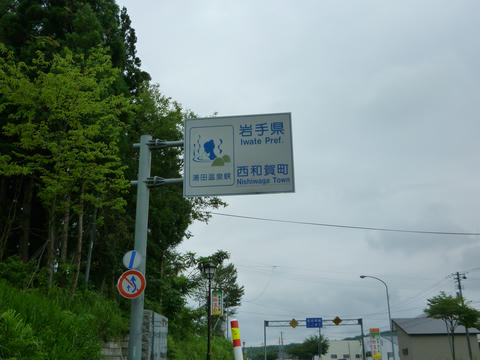 岩手県
Iwate Pref.
湯田温泉峡
西和賀町
Nishiwaga Town